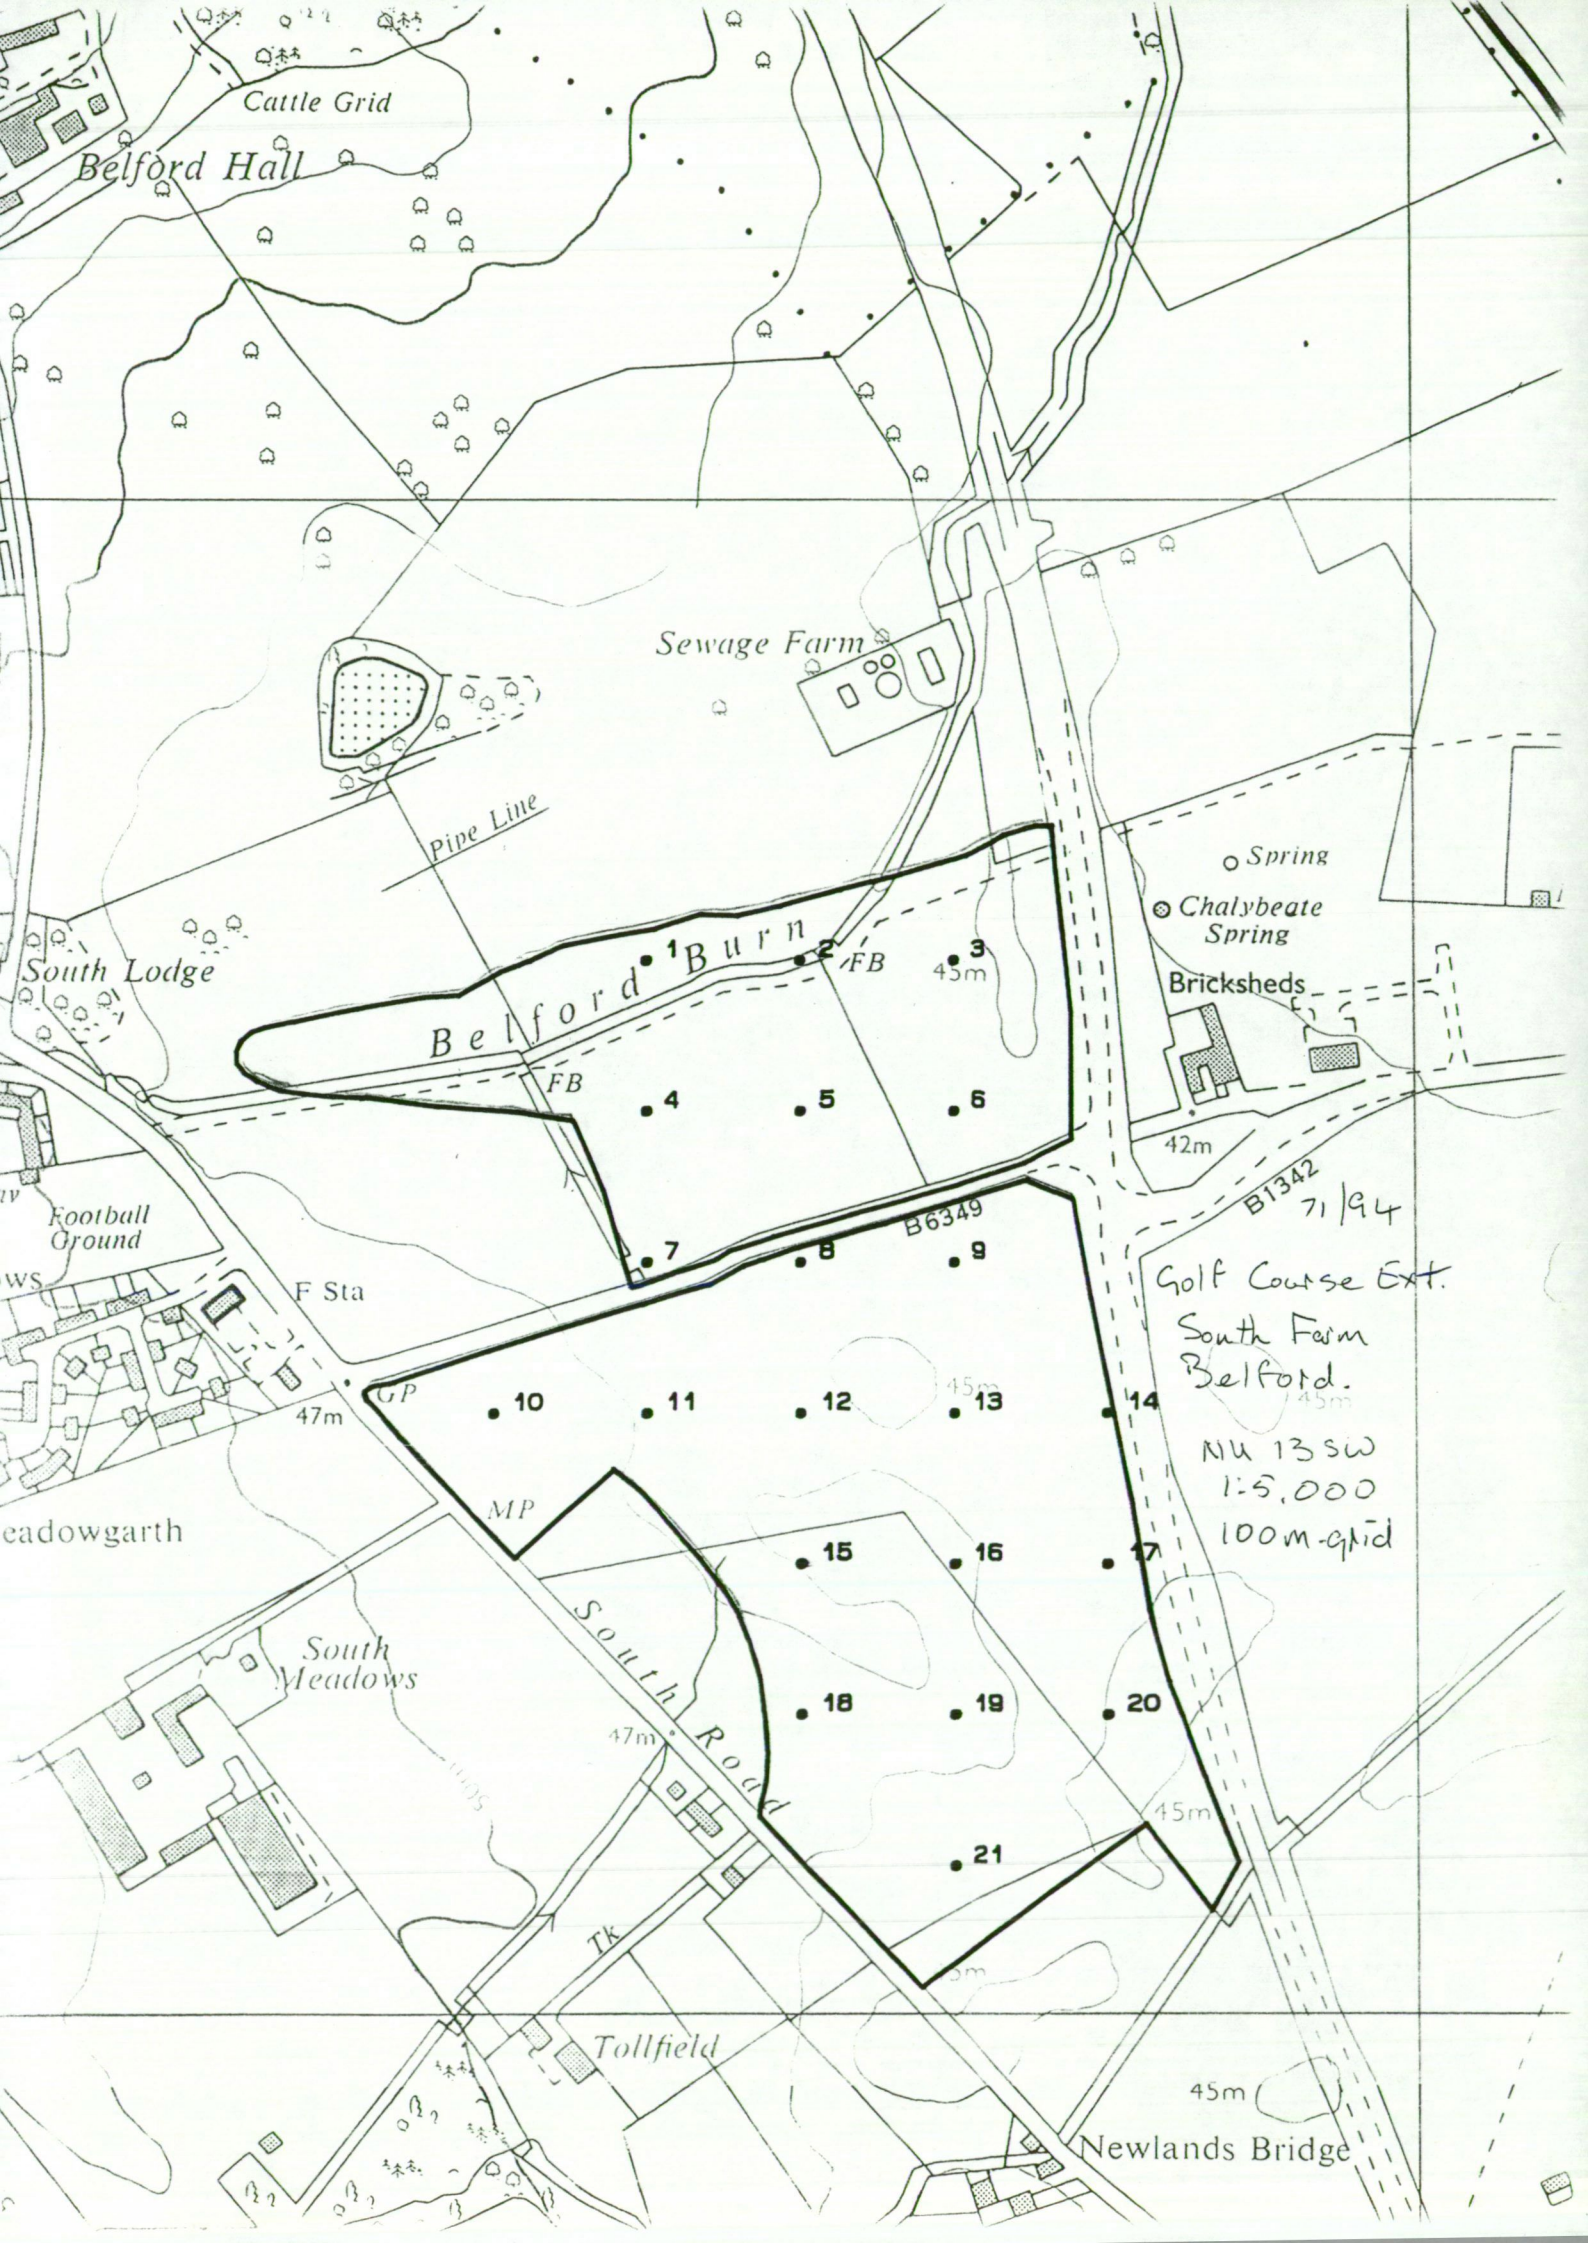 Cattle Grid
Belford Hall
Sewage Farm
Pipe Line
Spring
Chalybeate
Spring
South Lodge
Belford Burn
1
2
3
FB
45m
Bricksheds
FB
4
5
6
42m
B1342
71/94
Football
Ground
B6349
7
8
9
F Sta
Golf Course Ext.
South Farm
Belford.
GP
47m
10
11
12
45m
13
14
45m
NU 13 SW
1:5,000
100m-grid
MP
eadowgarth
15
16
17
South Road
South
Meadows
18
19
20
47m
50m
45m
21
Tk
5m
Tollfield
45m
Newlands Bridge